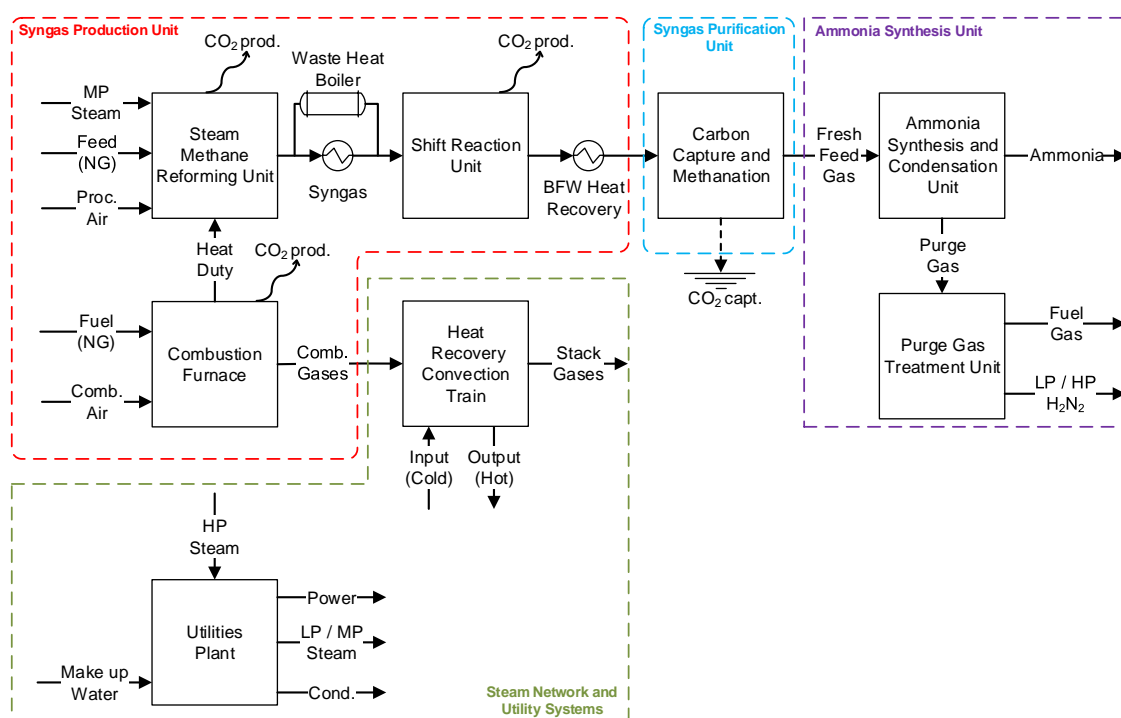 Syngas Production Unit
CO2 prod.
Waste Heat
Boiler
CO2 prod.
Syngas Purification
Unit
Ammonia Synthesis Unit
MP
Steam
Feed
(NG)
Proc.
Air
Steam
Methane
Reforming Unit
Syngas
Shift Reaction
Unit
BFW Heat
Recovery
Carbon
Capture and
Methanation
Fresh
Feed
Gas
Ammonia
Synthesis and
Condensation
Unit
Ammonia
Heat
Duty
CO2 prod.
CO2 capt.
Purge
Gas
Fuel
(NG)
Comb.
Air
Combustion
Furnace
Comb.
Gases
Heat
Recovery
Convection
Train
Stack
Gases
Purge Gas
Treatment Unit
Fuel
Gas
LP / HP
H2N2
Input
(Cold)
Output
(Hot)
HP
Steam
Utilities
Plant
Power
LP / MP
Steam
Cond.
Make up
Water
Steam Network and
Utility Systems